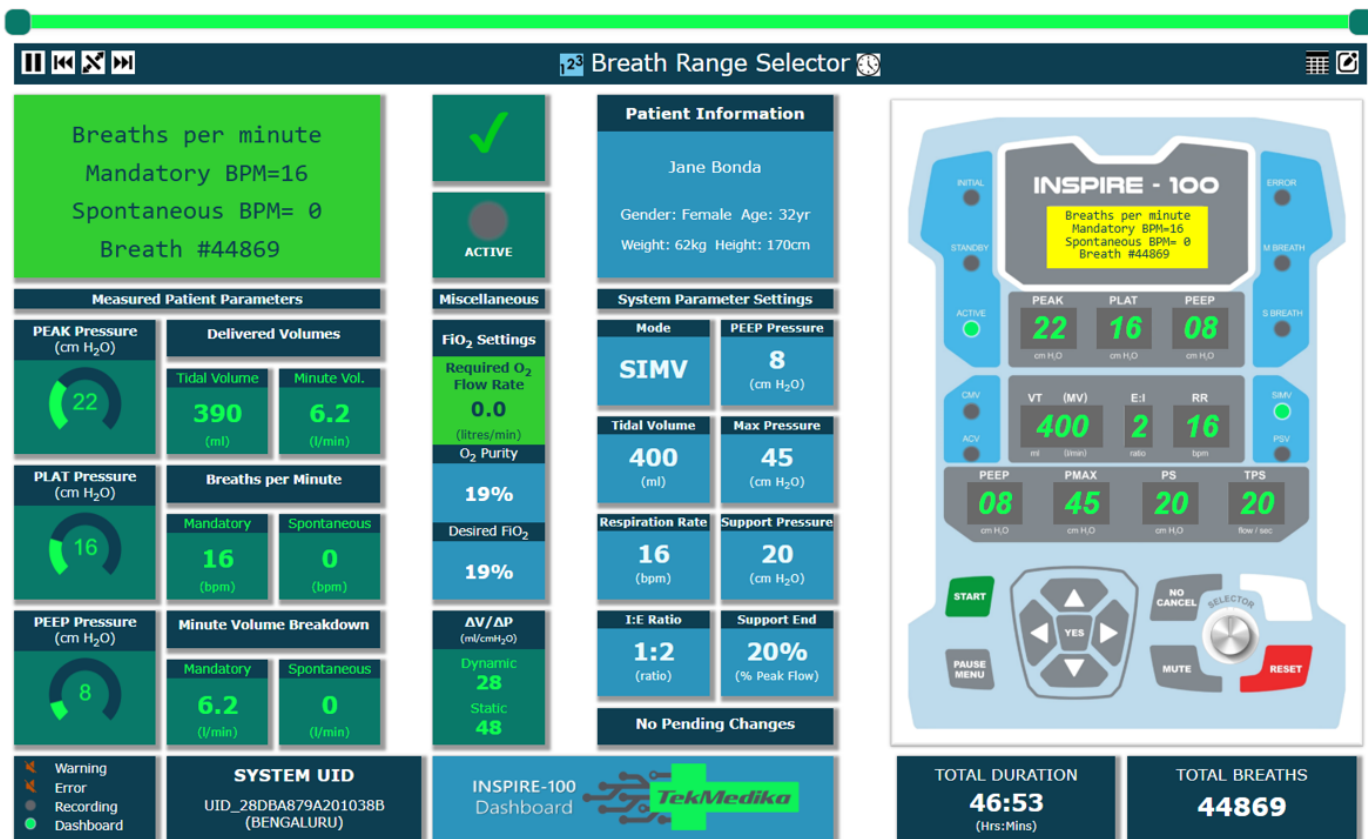 Breath Range Selector
Breaths per minute
Mandatory BPM=16
Spontaneous BPM= 0
Breath #44869
ACTIVE
Patient Information
Jane Bonda
Gender: Female Age: 32yr
Weight: 62kg Height: 170cm
Measured Patient Parameters
Miscellaneous
System Parameter Settings
PEAK Pressure
(cm H₂O)
22
Delivered Volumes
Tidal Volume
390
(ml)
Minute Vol.
6.2
(l/min)
PLAT Pressure
(cm H₂O)
16
Breaths per Minute
Mandatory
16
(bpm)
Spontaneous
0
(bpm)
PEEP Pressure
(cm H₂O)
8
Minute Volume Breakdown
Mandatory
6.2
(l/min)
Spontaneous
0
(l/min)
FiO₂ Settings
Required O₂
Flow Rate
0.0
(litres/min)
O₂ Purity
19%
Desired FiO₂
19%
ΔV/ΔP
(ml/cmH₂O)
Dynamic
28
Static
48
Mode
SIMV
PEEP Pressure
8
(cm H₂O)
Tidal Volume
400
(ml)
Max Pressure
45
(cm H₂O)
Respiration Rate
16
(bpm)
Support Pressure
20
(cm H₂O)
I:E Ratio
1:2
(ratio)
Support End
20%
(% Peak Flow)
No Pending Changes
INSPIRE - 100
Breaths per minute
Mandatory BPM=16
Spontaneous BPM= 0
Breath #44869
INITIAL
STANDBY
ACTIVE
ERROR
M BREATH
S BREATH
PEAK PLAT PEEP
22 16 08
cm H₂O cm H₂O cm H₂O
CMV
ACV
VT (MV) E:I RR
400 2 16
ml (l/min) ratio bpm
SIMV
PSV
PEEP PMAX PS TPS
08 45 20 20
cm H₂O cm H₂O cm H₂O flow / sec
START
PAUSE
MENU
YES
NO
CANCEL
SELECTOR
MUTE
RESET
Warning
Error
Recording
Dashboard
SYSTEM UID
UID_28DBA879A201038B
(BENGALURU)
INSPIRE-100
Dashboard
TekMedika
TOTAL DURATION
46:53
(Hrs:Mins)
TOTAL BREATHS
44869